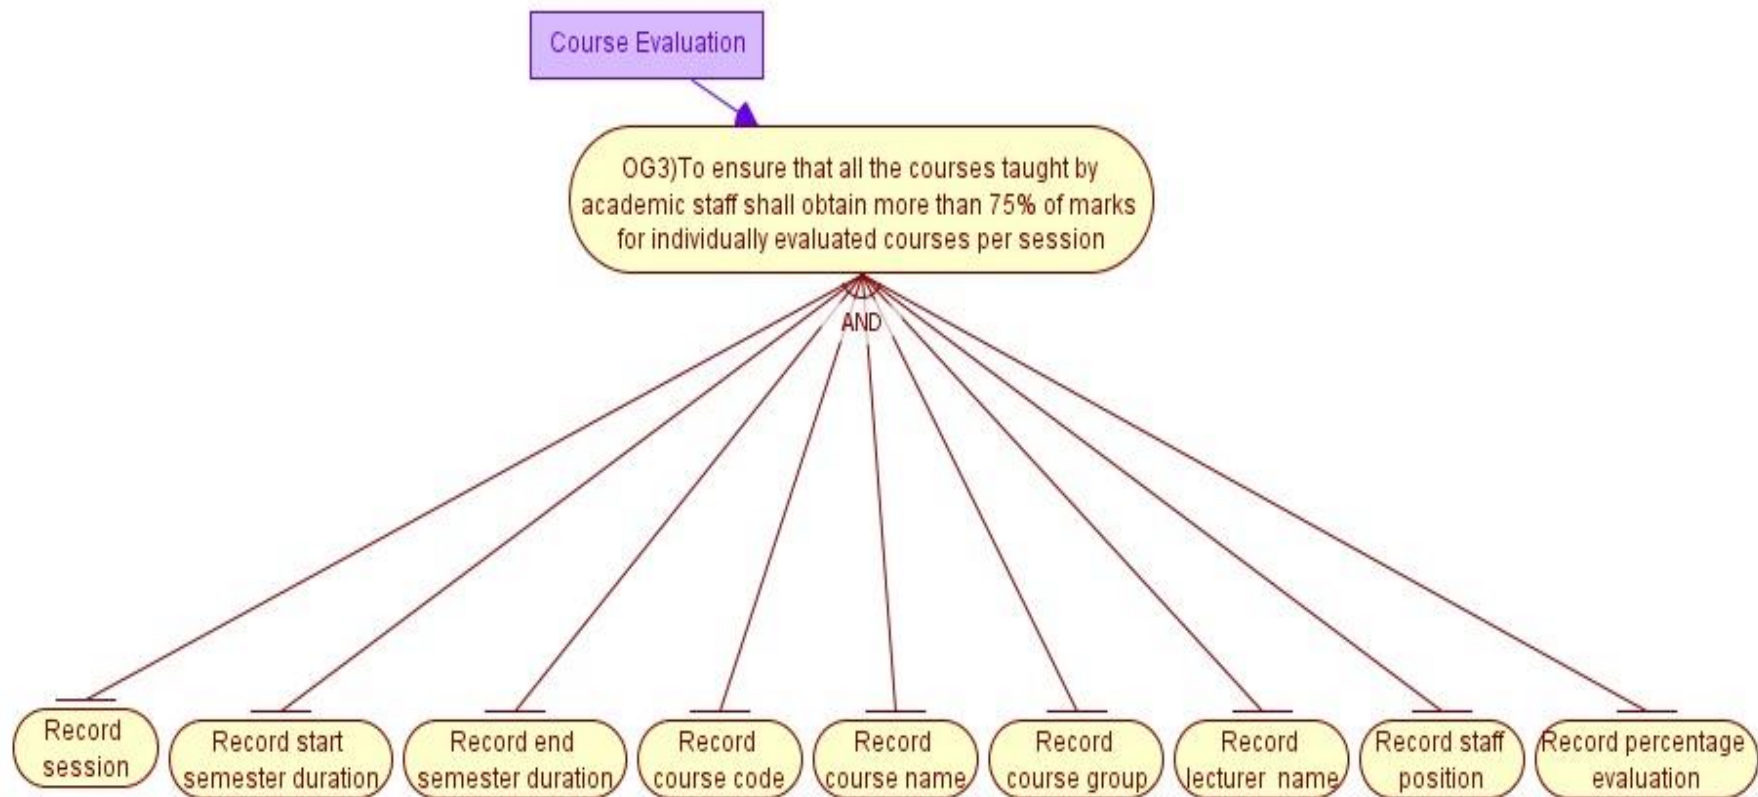 Course Evaluation
OG3)To ensure that all the courses taught by
academic staff shall obtain more than 75% of marks
for individually evaluated courses per session
AND
Record
session
Record start
semester duration
Record end
semester duration
Record
course code
Record
course name
Record
course group
Record
lecturer name
Record staff
position
Record percentage
evaluation